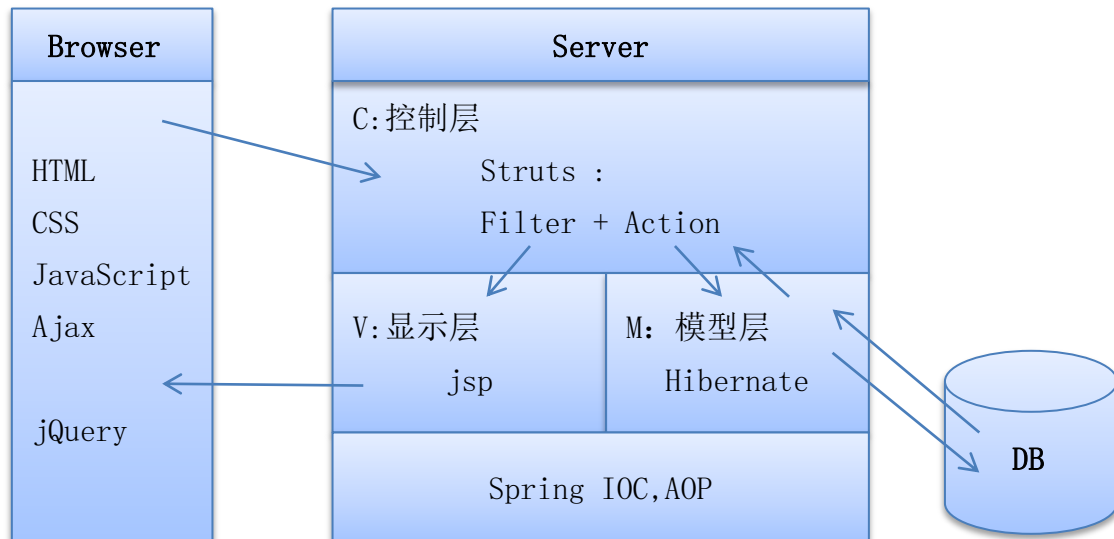 Browser
HTML
CSS
JavaScript
Ajax
jQuery
Server
C:控制层
Struts :
Filter + Action
V:显示层
jsp
M：模型层
Hibernate
Spring IOC,AOP
DB